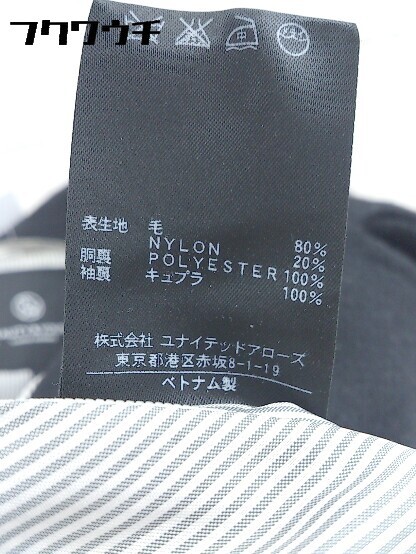 フクワウチ
表生地 毛 80%
NYLON 20%
胴裏 POLYESTER 100%
袖裏 キュプラ 100%
株式会社 ユナイテッドアローズ
東京都港区赤坂8-1-19
ベトナム製